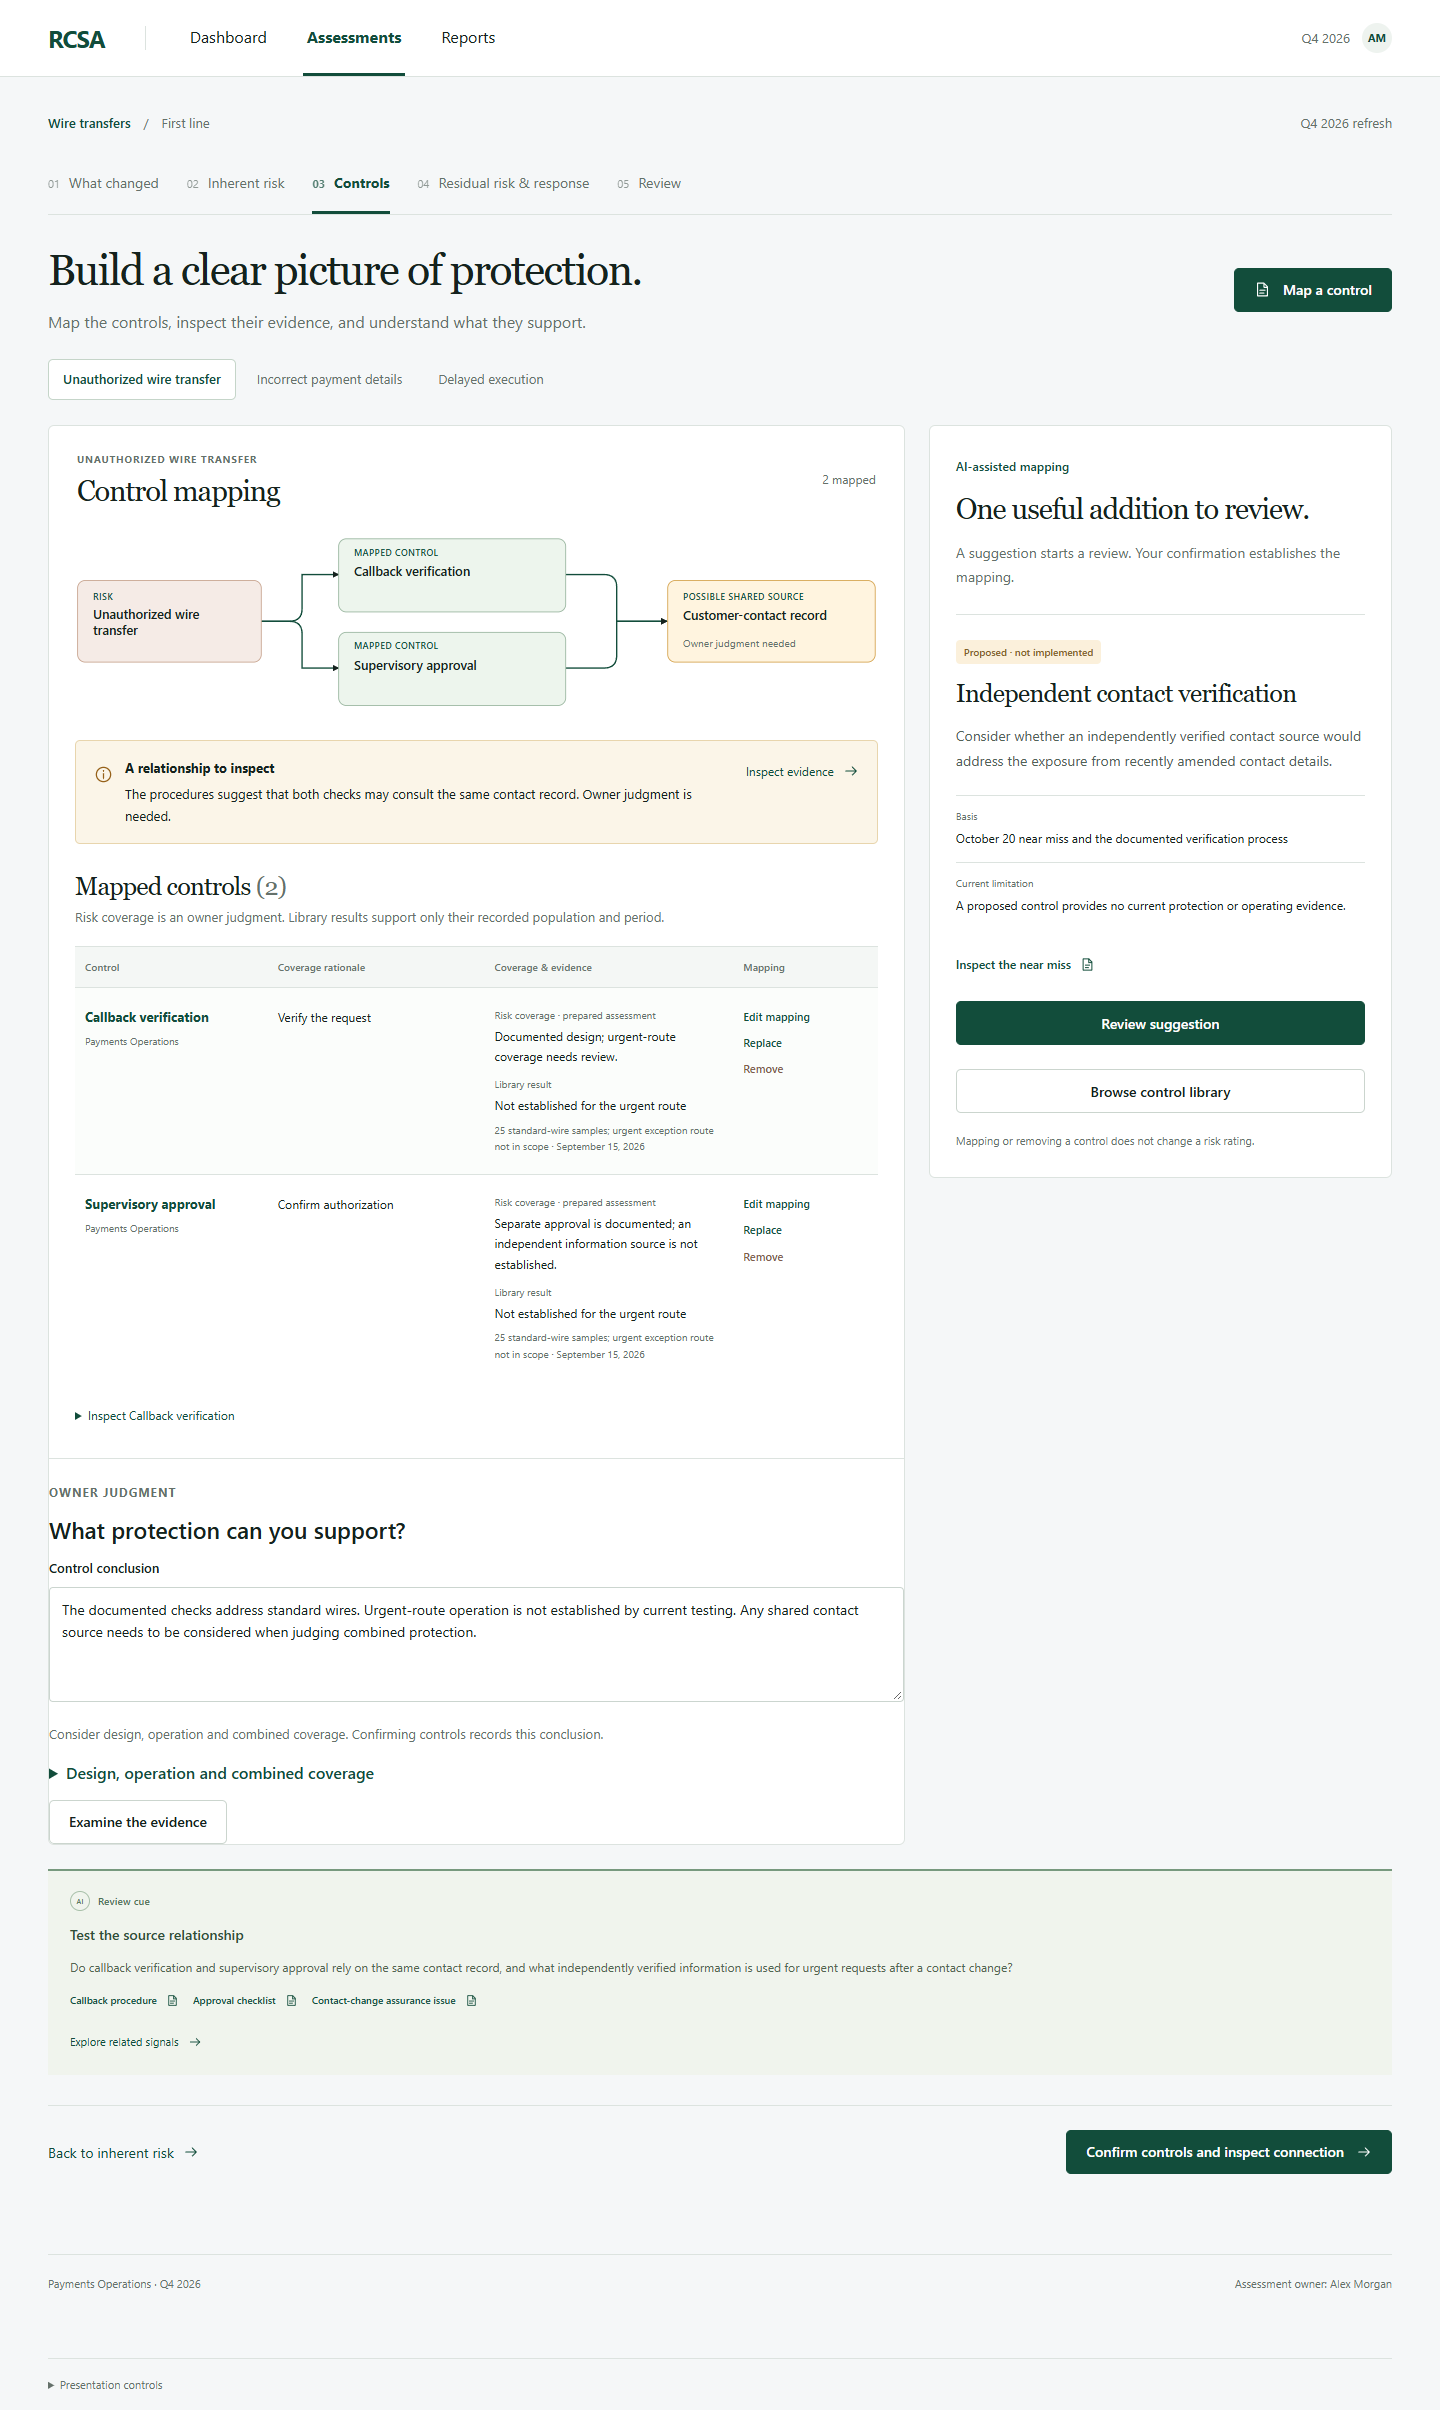 RCSA
Dashboard
Assessments
Reports
Q4 2026
AM
Wire transfers / First line
Q4 2026 refresh
01 What changed
02 Inherent risk
03 Controls
04 Residual risk & response
05 Review
Build a clear picture of protection.
Map the controls, inspect their evidence, and understand what they support.
Map a control
Unauthorized wire transfer
Incorrect payment details
Delayed execution
UNAUTHORIZED WIRE TRANSFER
Control mapping
2 mapped
RISK
Unauthorized wire
transfer
MAPPED CONTROL
Callback verification
MAPPED CONTROL
Supervisory approval
POSSIBLE SHARED SOURCE
Customer-contact record
Owner judgment needed
A relationship to inspect
The procedures suggest that both checks may consult the same contact record. Owner judgment is
needed.
Inspect evidence
Mapped controls (2)
Risk coverage is an owner judgment. Library results support only their recorded population and period.
Control
Coverage rationale
Coverage & evidence
Mapping
Callback verification
Payments Operations
Verify the request
Risk coverage · prepared assessment
Documented design; urgent-route
coverage needs review.
Library result
Not established for the urgent route
25 standard-wire samples; urgent exception route
not in scope · September 15, 2026
Edit mapping
Replace
Remove
Supervisory approval
Payments Operations
Confirm authorization
Risk coverage · prepared assessment
Separate approval is documented; an
independent information source is not
established.
Library result
Not established for the urgent route
25 standard-wire samples; urgent exception route
not in scope · September 15, 2026
Edit mapping
Replace
Remove
Inspect Callback verification
OWNER JUDGMENT
What protection can you support?
Control conclusion
The documented checks address standard wires. Urgent-route operation is not established by current testing. Any shared contact
source needs to be considered when judging combined protection.
Consider design, operation and combined coverage. Confirming controls records this conclusion.
Design, operation and combined coverage
Examine the evidence
AI-assisted mapping
One useful addition to review.
A suggestion starts a review. Your confirmation establishes the
mapping.
Proposed · not implemented
Independent contact verification
Consider whether an independently verified contact source would
address the exposure from recently amended contact details.
Basis
October 20 near miss and the documented verification process
Current limitation
A proposed control provides no current protection or operating evidence.
Inspect the near miss
Review suggestion
Browse control library
Mapping or removing a control does not change a risk rating.
AI
Review cue
Test the source relationship
Do callback verification and supervisory approval rely on the same contact record, and what independently verified information is used for urgent requests after a contact change?
Callback procedure
Approval checklist
Contact-change assurance issue
Explore related signals
Back to inherent risk
Confirm controls and inspect connection
Payments Operations · Q4 2026
Assessment owner: Alex Morgan
Presentation controls